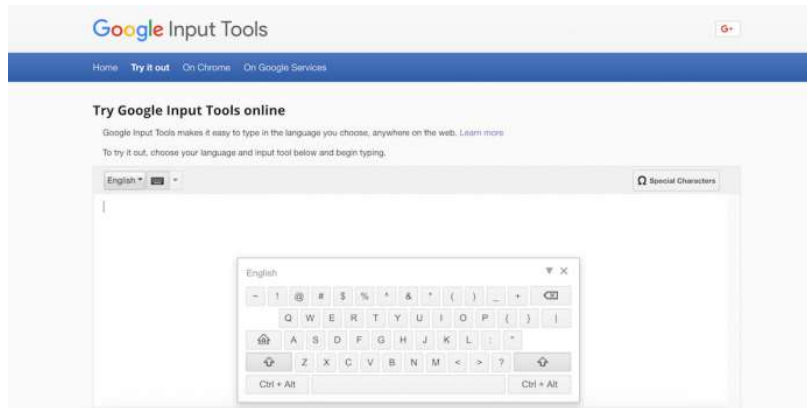 Google Input Tools
G+
Home Try it out On Chrome On Google Services
Try Google Input Tools online
Google Input Tools makes it easy to type in the language you choose, anywhere on the web. Learn more
To try it out, choose your language and input tool below and begin typing.
English
Ω Special Characters
English
~ ! @ # $ % ^ & * ( ) _ +
Q W E R T Y U I O P { } |
A S D F G H J K L : "
Z X C V B N M < > ?
Ctrl + Alt Ctrl + Alt